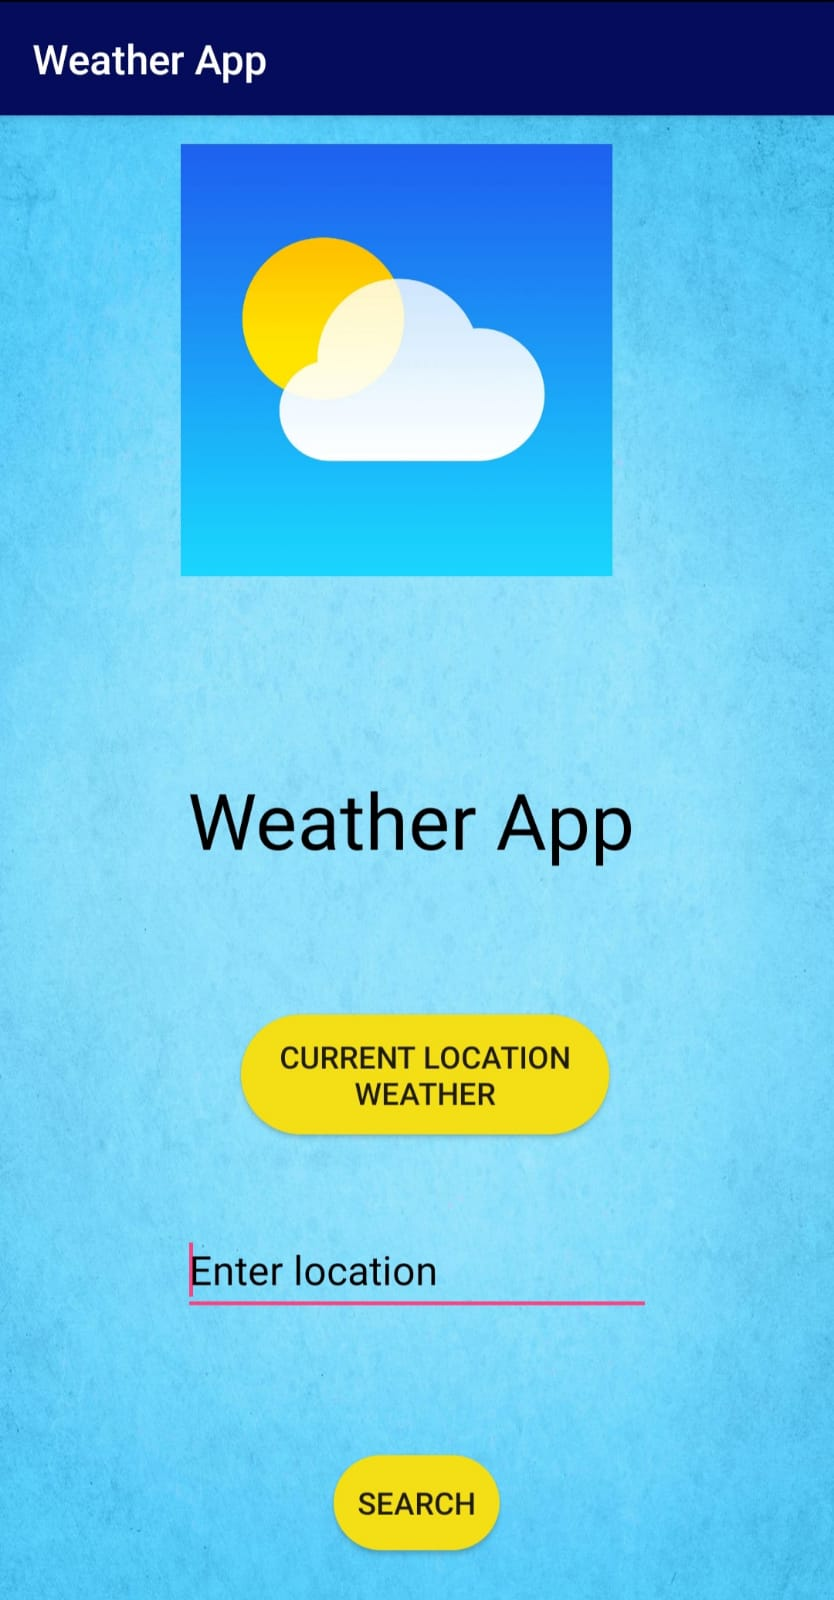 Weather App
Weather App
CURRENT LOCATION
WEATHER
Enter location
SEARCH